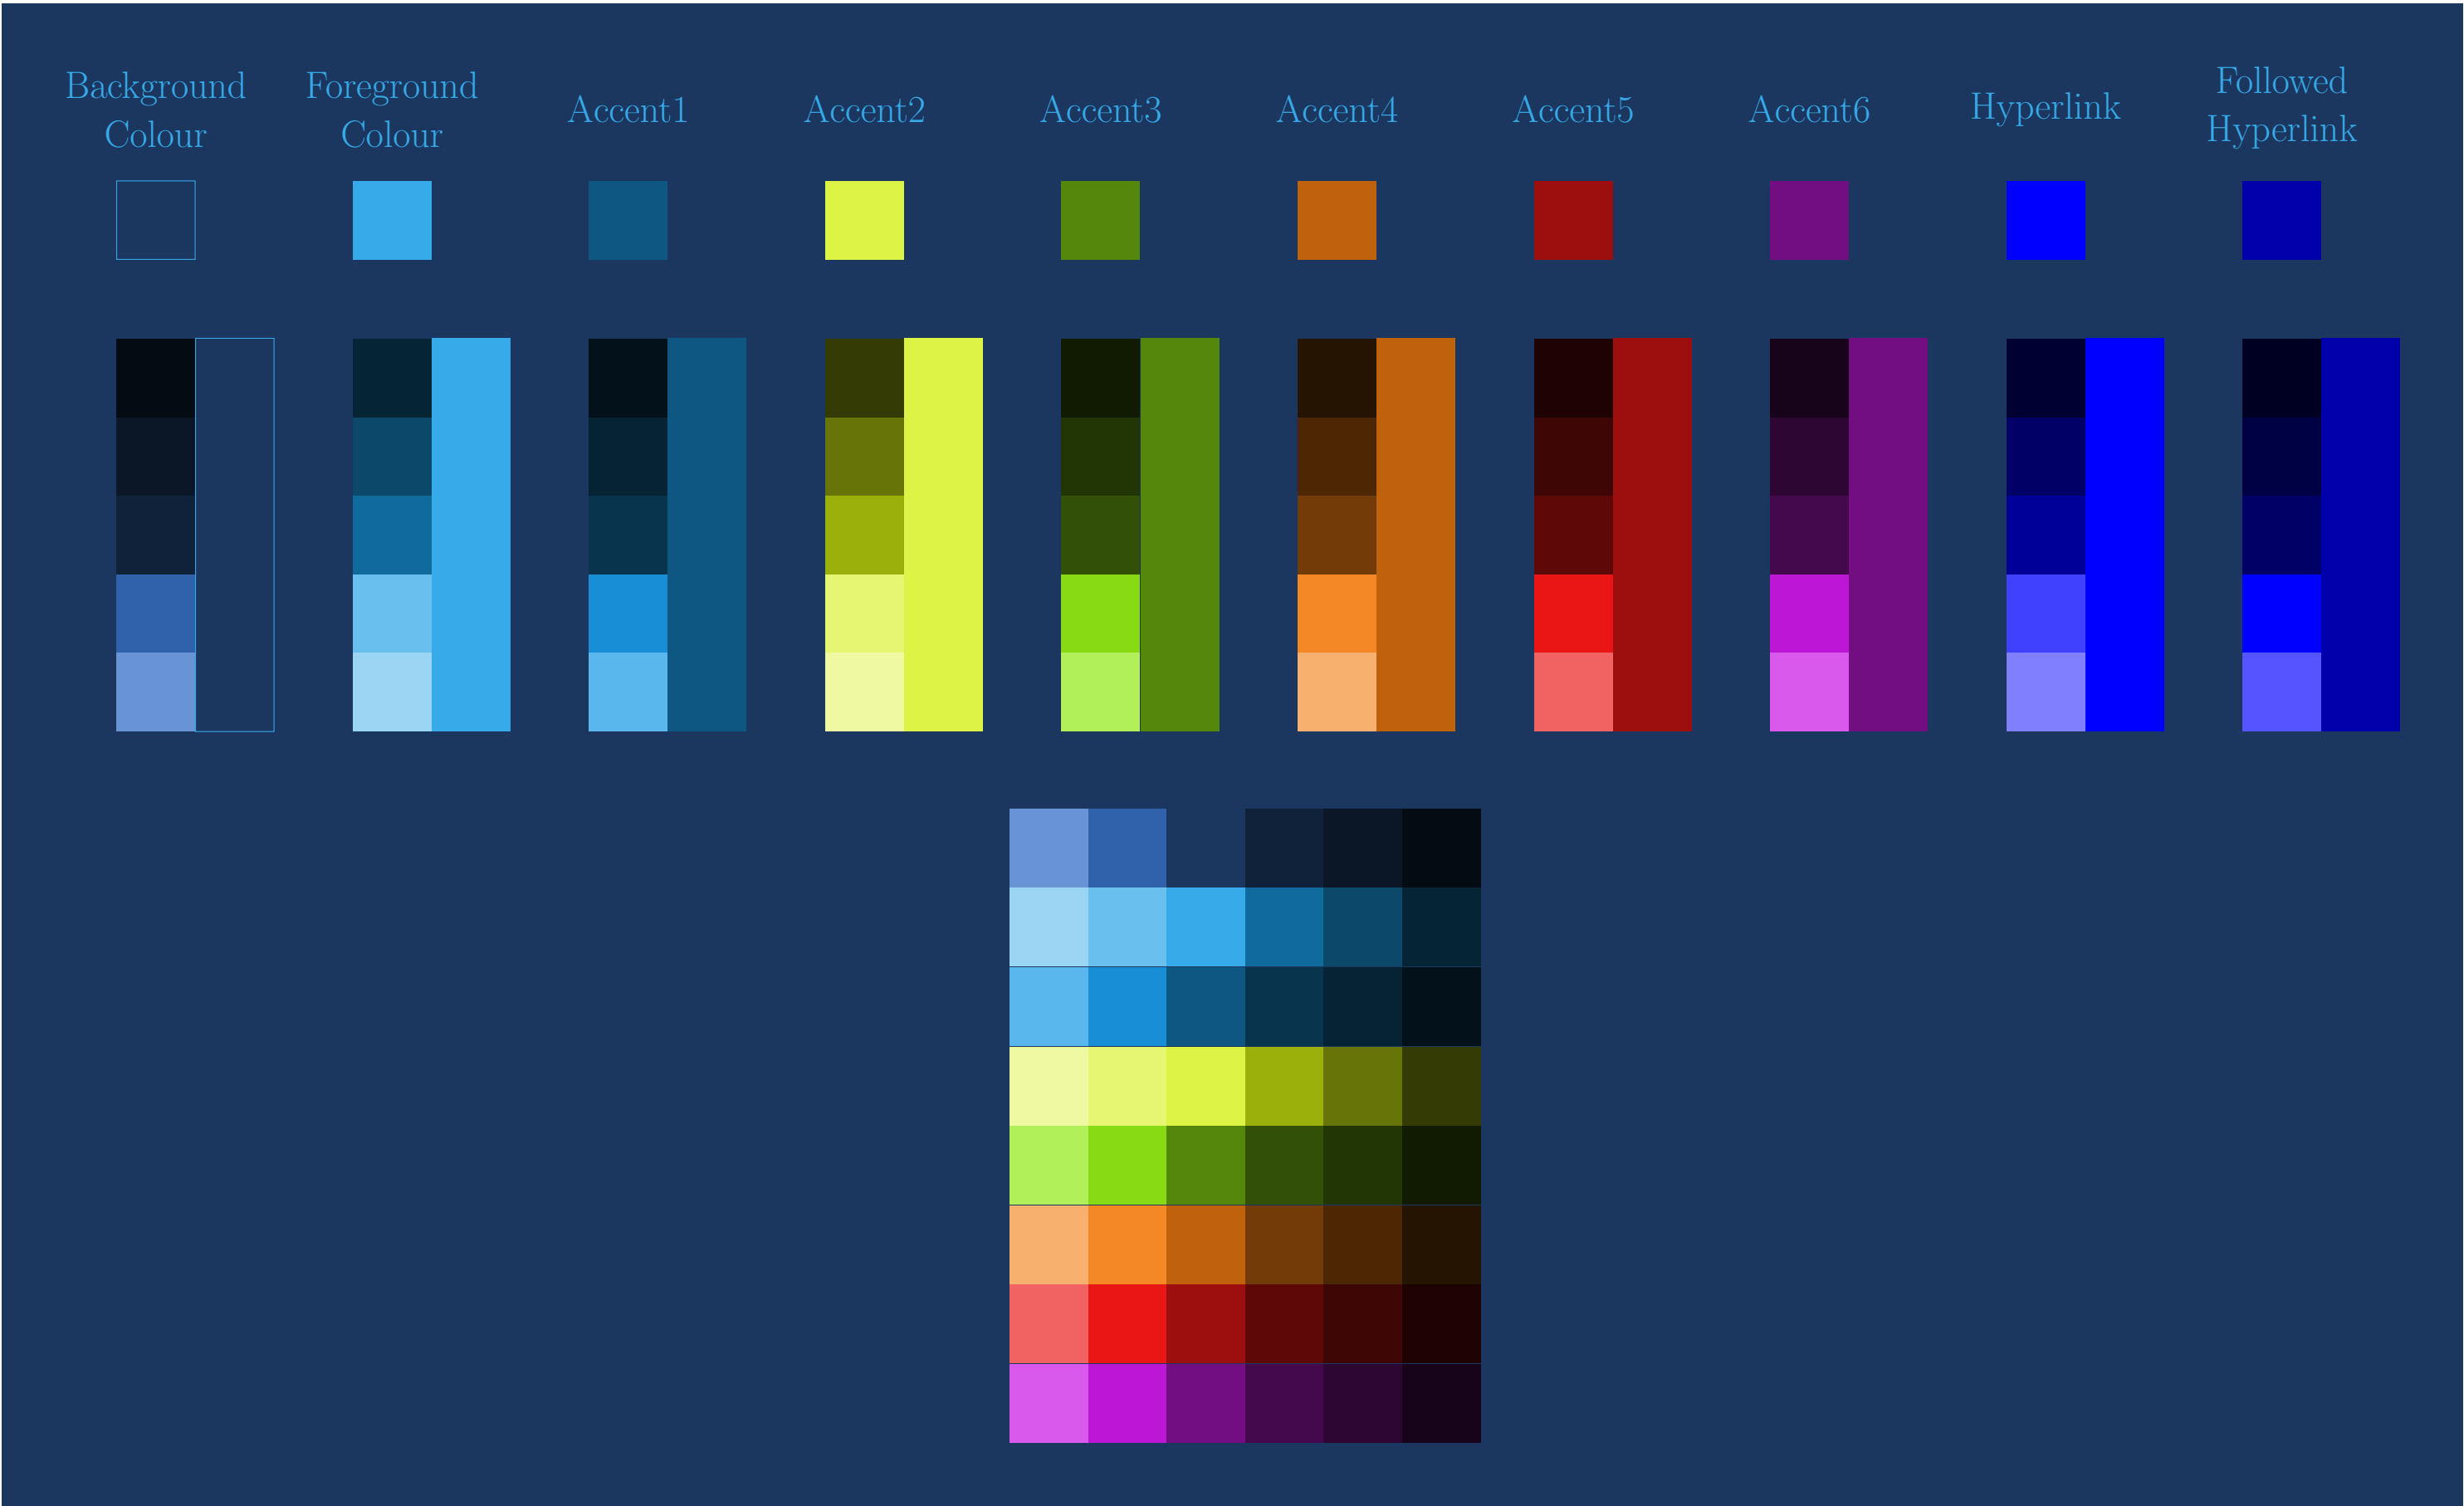 Background
Colour
Foreground
Colour
Accent1
Accent2
Accent3
Accent4
Accent5
Accent6
Hyperlink
Followed
Hyperlink